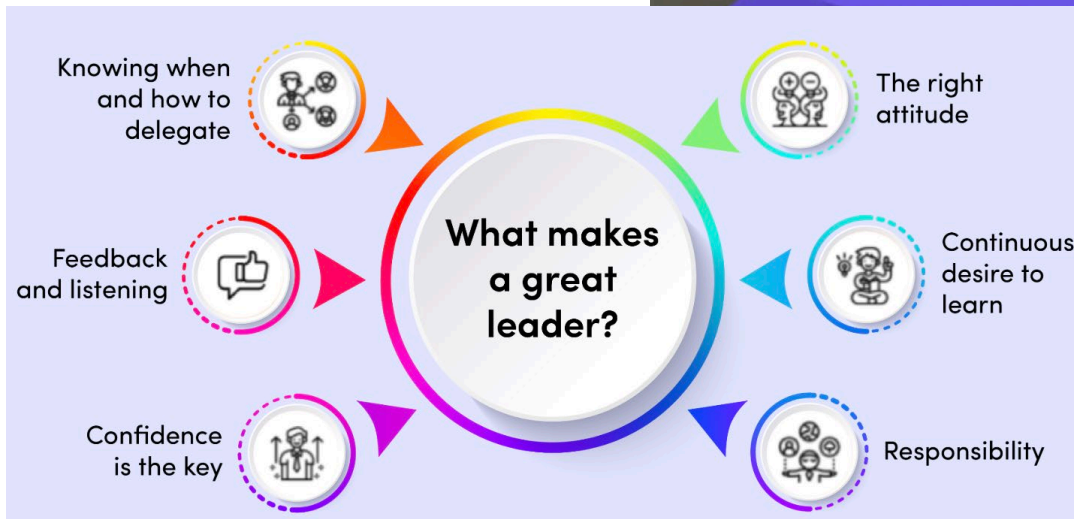 Knowing when
and how to
delegate
The right
attitude
What makes
a great
leader?
Feedback
and listening
Continuous
desire to
learn
Confidence
is the key
Responsibility